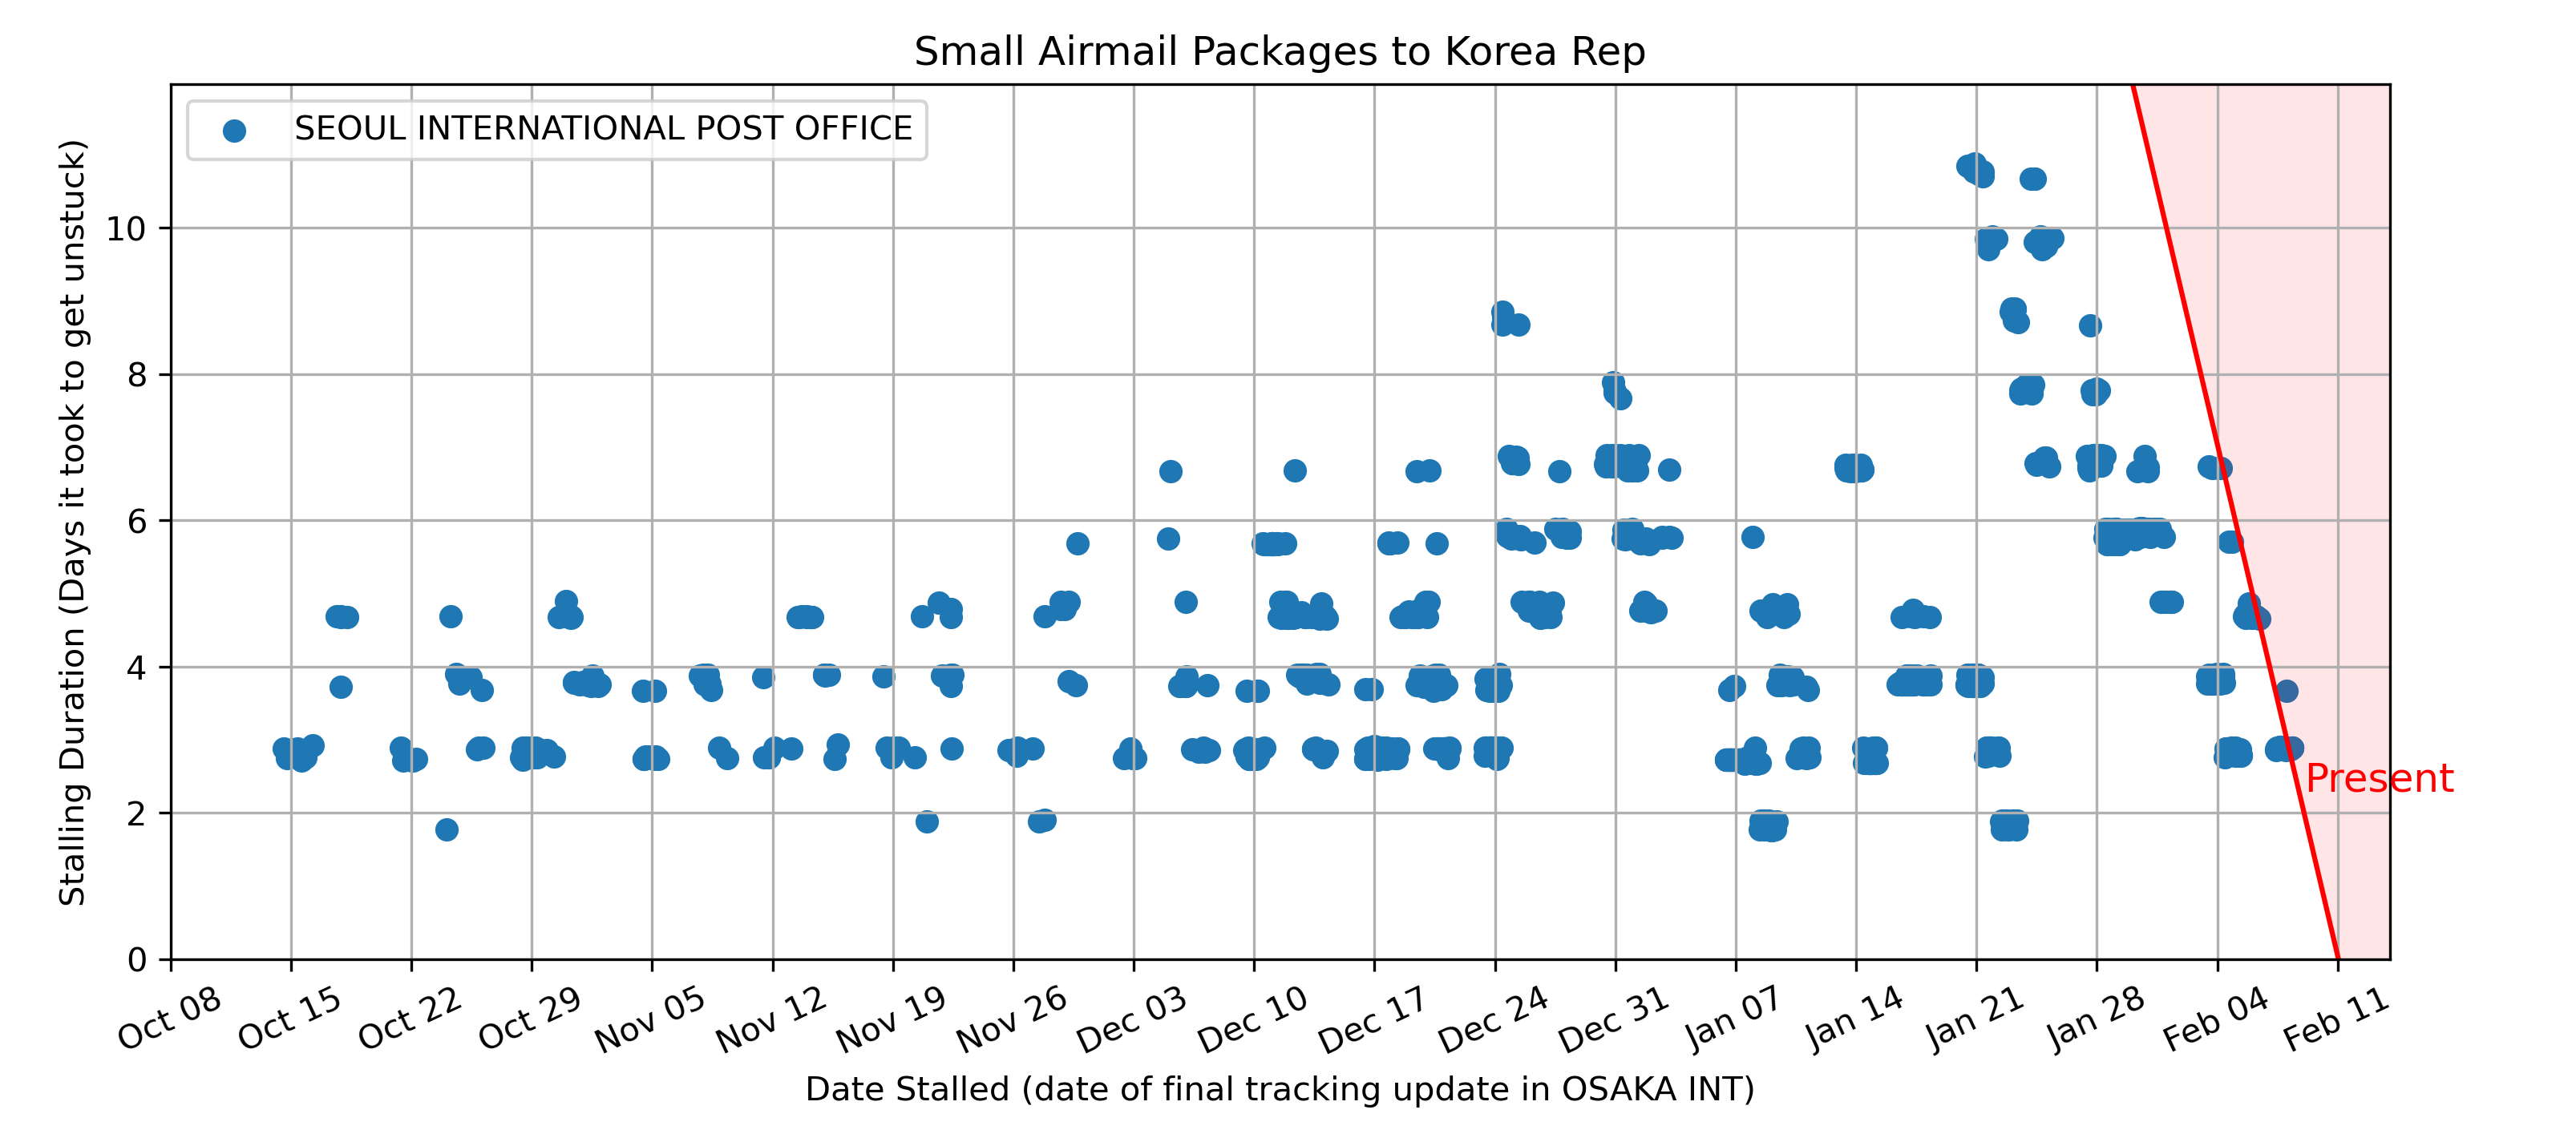 Small Airmail Packages to Korea Rep
SEOUL INTERNATIONAL POST OFFICE
Stalling Duration (Days it took to get unstuck)
10
8
6
4
2
0
Present
Oct 08
Oct 15
Oct 22
Oct 29
Nov 05
Nov 12
Nov 19
Nov 26
Dec 03
Dec 10
Dec 17
Dec 24
Dec 31
Jan 07
Jan 14
Jan 21
Jan 28
Feb 04
Feb 11
Date Stalled (date of final tracking update in OSAKA INT)